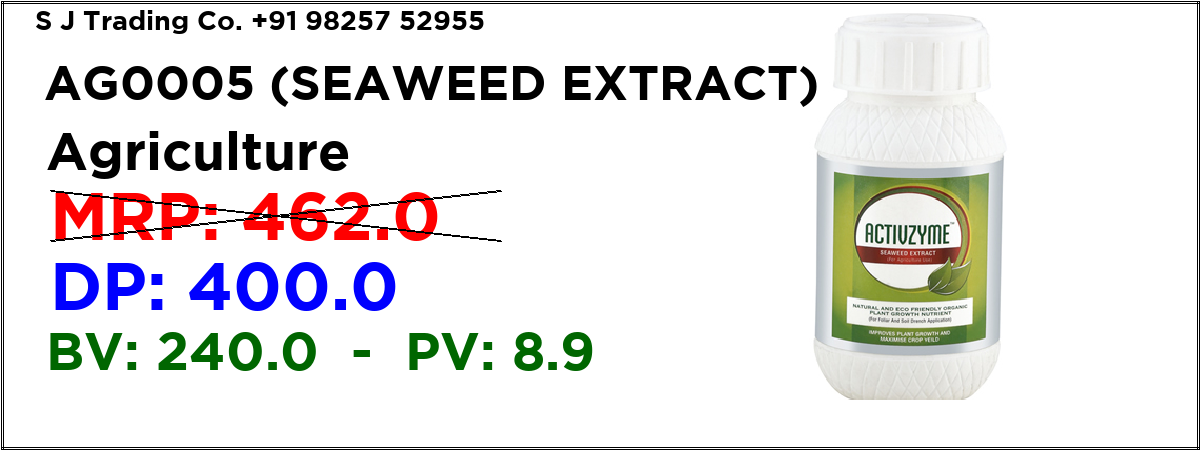 S J Trading Co. +91 98257 52955
AG0005 (SEAWEED EXTRACT)
Agriculture
MRP: 462.0
DP: 400.0
BV: 240.0 - PV: 8.9
ACTIVZYME™
SEAWEED EXTRACT
(For Agriculture Use)
NATURAL AND ECO FRIENDLY ORGANIC
PLANT GROWTH NUTRIENT
(For Foliar And Soil Drench Application)
IMPROVES PLANT GROWTH AND
MAXIMISE CROP YEILD